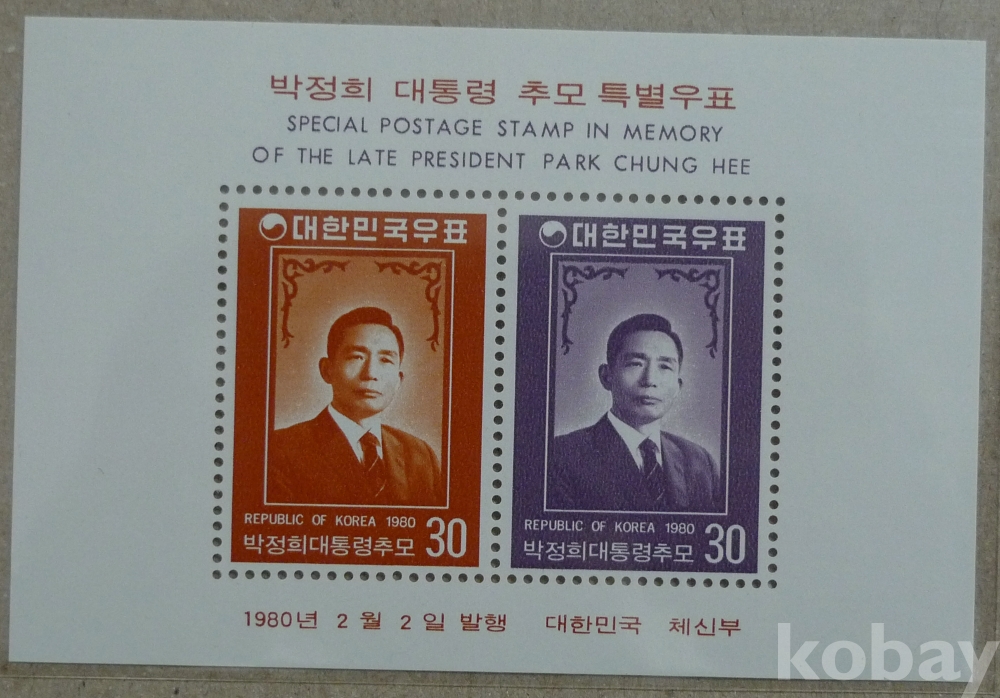 박정희 대통령 추모 특별우표
SPECIAL POSTAGE STAMP IN MEMORY
OF THE LATE PRESIDENT PARK CHUNG HEE
대한민국우표
REPUBLIC OF KOREA 1980
박정희대통령추모 30
대한민국우표
REPUBLIC OF KOREA 1980
박정희대통령추모 30
1980년 2월 2일 발행 대한민국 체신부
kobay